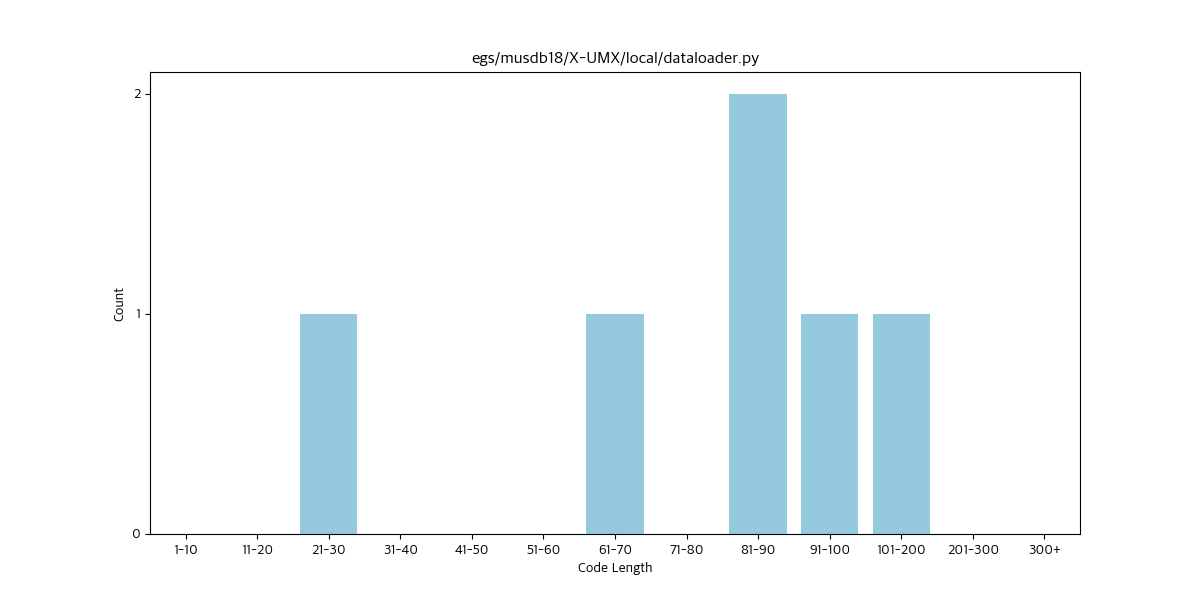 egs/musdb18/X-UMX/local/dataloader.py
2
1
0
Count
1-10 11-20 21-30 31-40 41-50 51-60 61-70 71-80 81-90 91-100 101-200 201-300 300+
Code Length